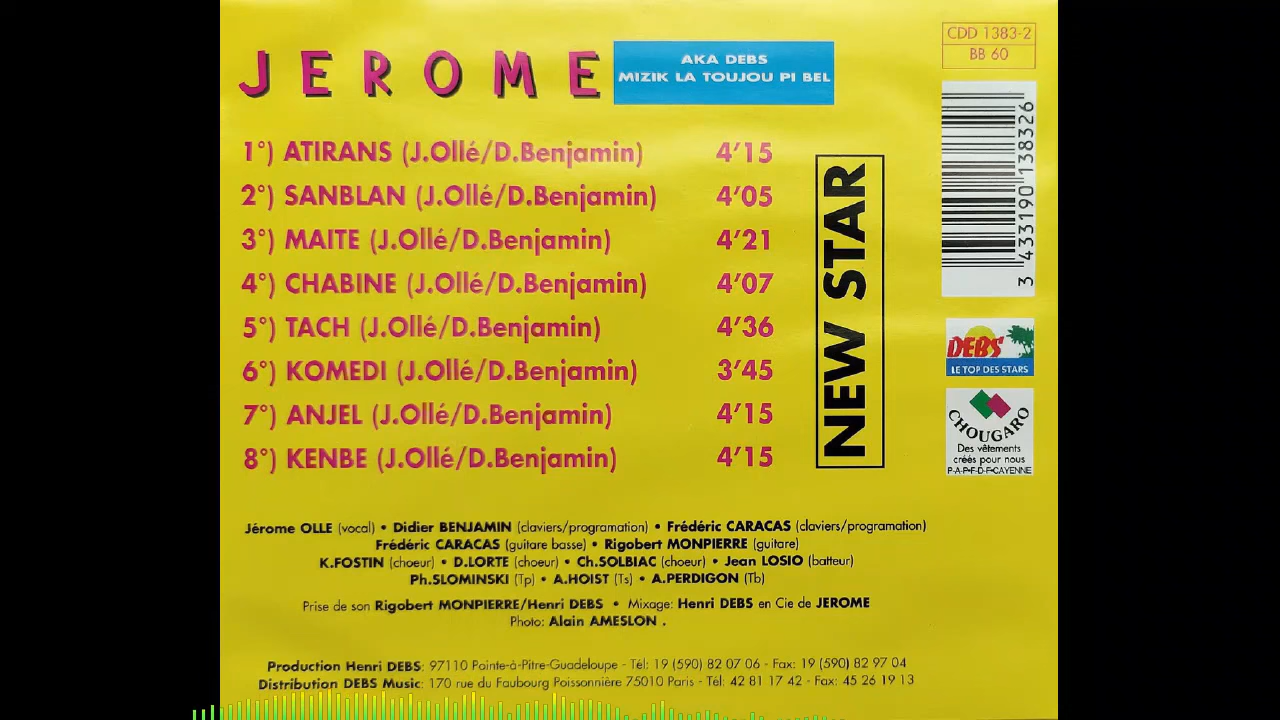 JEROME
AKA DEBS
MIZIK LA TOUJOU PI BEL
CDD 1383-2
BB 60
1°) ATIRANS (J.Ollé/D.Benjamin) 4'15
2°) SANBLAN (J.Ollé/D.Benjamin) 4'05
3°) MAITE (J.Ollé/D.Benjamin) 4'21
4°) CHABINE (J.Ollé/D.Benjamin) 4'07
5°) TACH (J.Ollé/D.Benjamin) 4'36
6°) KOMEDI (J.Ollé/D.Benjamin) 3'45
7°) ANJEL (J.Ollé/D.Benjamin) 4'15
8°) KENBE (J.Ollé/D.Benjamin) 4'15
NEW STAR
3 433190 138326
DEBS
LE TOP DES STARS
CHOUGARO
Des vêtements
créés pour nous
P-A-P-F-D-F-CAYENNE
Jérome OLLE (vocal) • Didier BENJAMIN (claviers/programation) • Frédéric CARACAS (claviers/programation)
Frédéric CARACAS (guitare basse) • Rigobert MONPIERRE (guitare)
K.FOSTIN (choeur) • D.LORTE (choeur) • Ch.SOLBIAC (choeur) • Jean LOSIO (batteur)
Ph.SLOMINSKI (Tp) • A.HOIST (Ts) • A.PERDIGON (Tb)
Prise de son Rigobert MONPIERRE/Henri DEBS • Mixage: Henri DEBS en Cie de JEROME
Photo: Alain AMESLON .
Production Henri DEBS: 97110 Pointe-à-Pitre-Guadeloupe - Tél: 19 (590) 82 07 06 - Fax: 19 (590) 82 97 04
Distribution DEBS Music: 170 rue du Faubourg Poissonnière 75010 Paris - Tél: 42 81 17 42 - Fax: 45 26 19 13